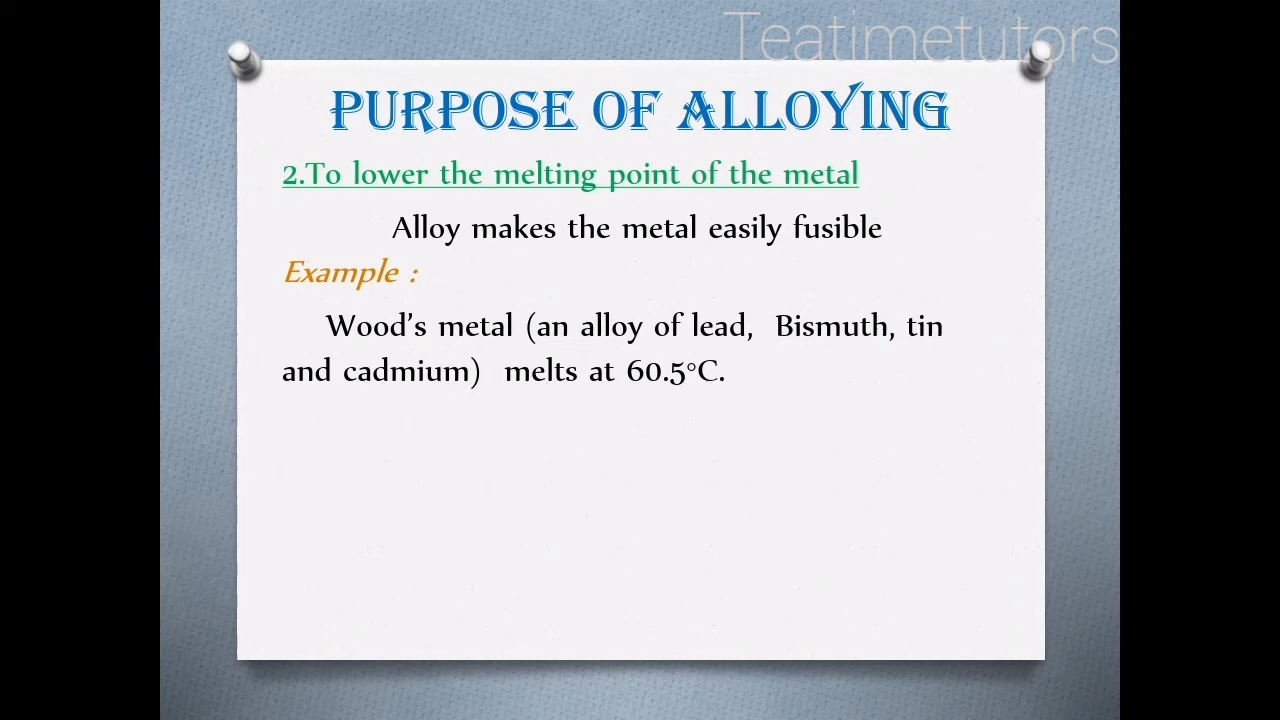 Teatimetutors
PURPOSE OF ALLOYING
2.To lower the melting point of the metal
Alloy makes the metal easily fusible
Example :
Wood's metal (an alloy of lead, Bismuth, tin
and cadmium) melts at 60.5°C.